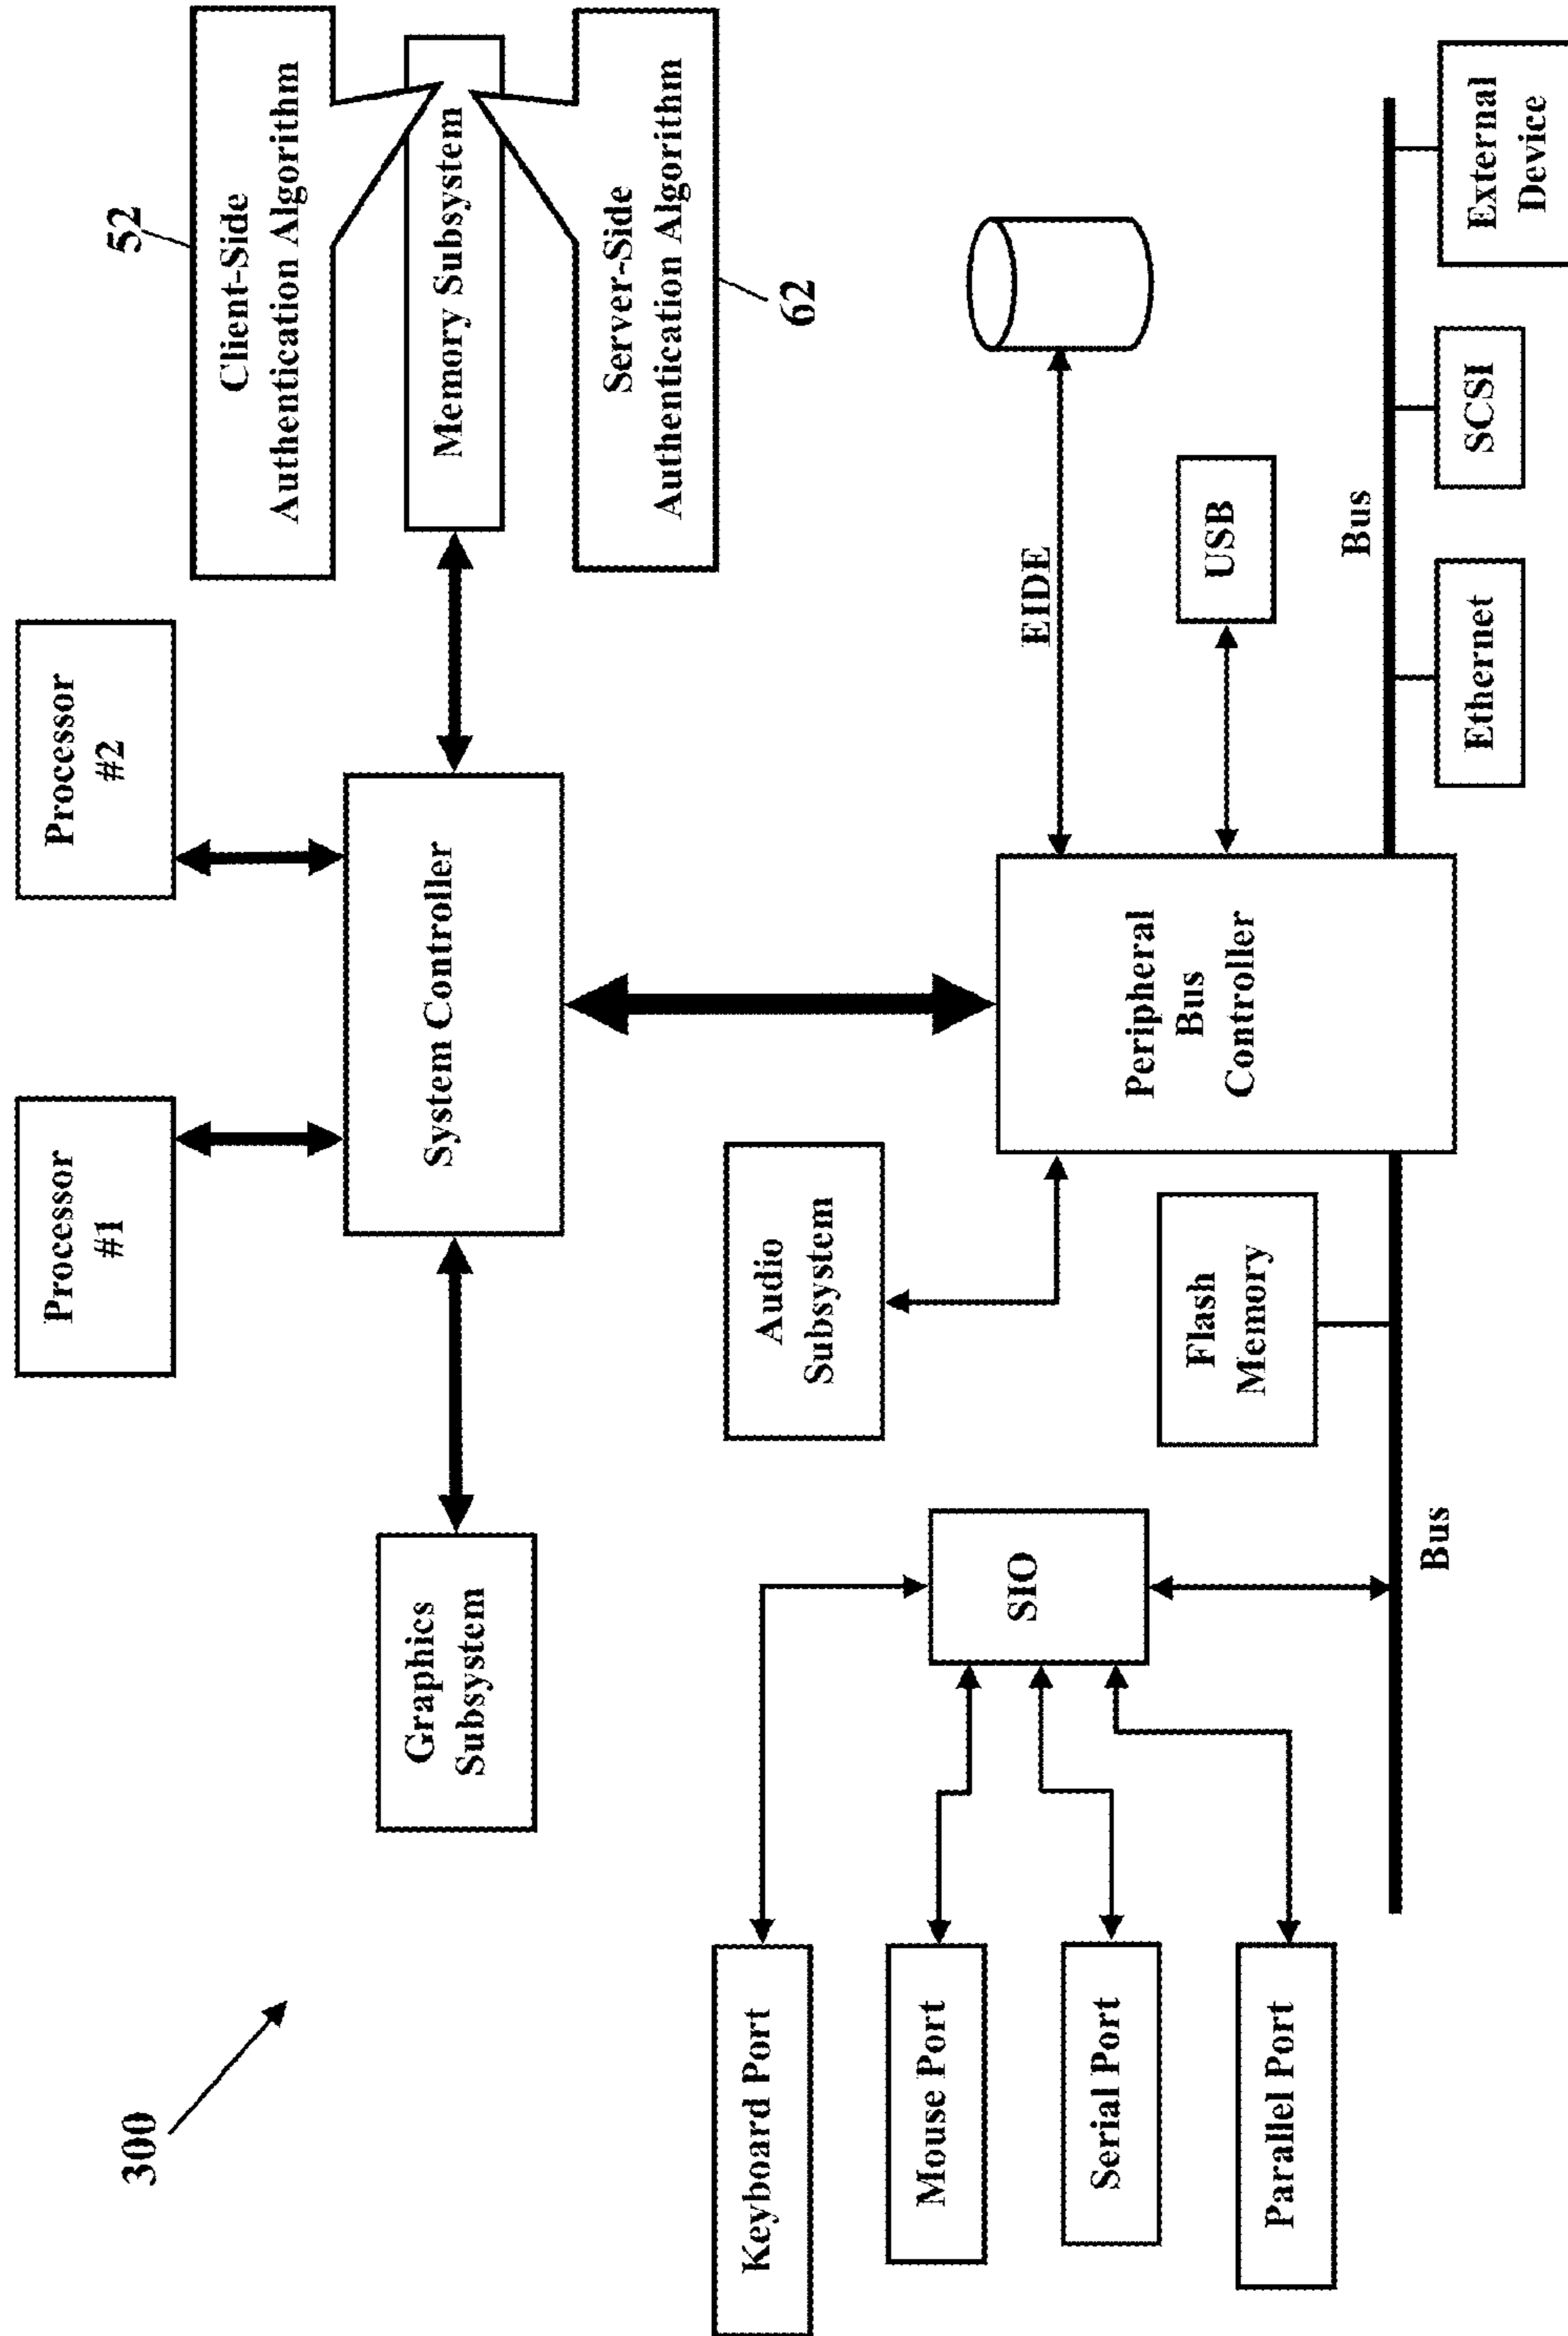 300
Processor
#1
Processor
#2
52
Client-Side
Authentication Algorithm
Graphics
Subsystem
System Controller
Memory Subsystem
Server-Side
Authentication Algorithm
62
Keyboard Port
Mouse Port
Serial Port
Parallel Port
SIO
Audio
Subsystem
Flash
Memory
Bus
Peripheral
Bus
Controller
EIDE
USB
Bus
Ethernet
SCSI
External
Device